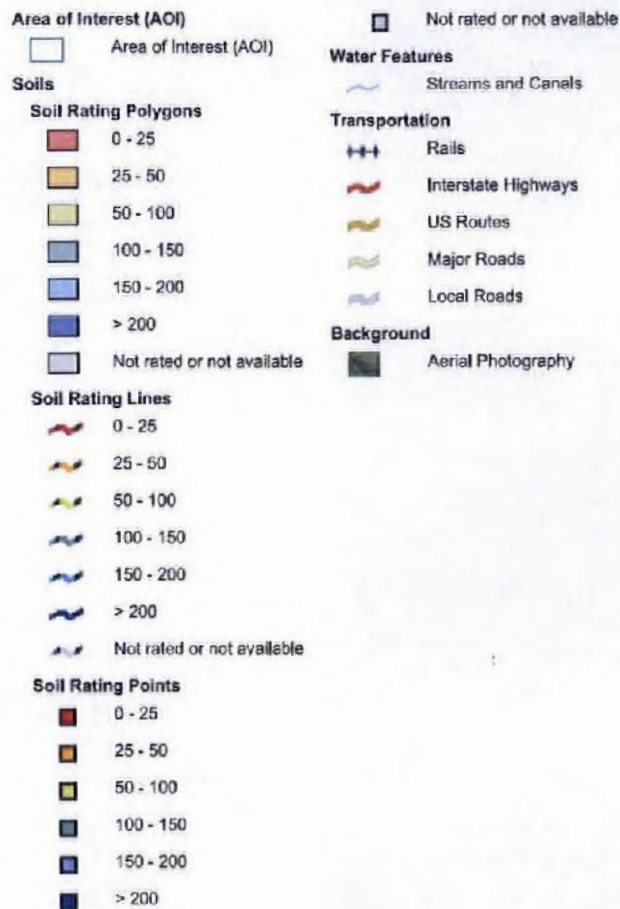 Area of Interest (AOI)
Area of Interest (AOI)
Soils
Soil Rating Polygons
0 - 25
25 - 50
50 - 100
100 - 150
150 - 200
> 200
Not rated or not available
Soil Rating Lines
0 - 25
25 - 50
50 - 100
100 - 150
150 - 200
> 200
Not rated or not available
Soil Rating Points
0 - 25
25 - 50
50 - 100
100 - 150
150 - 200
> 200
Not rated or not available
Water Features
Streams and Canals
Transportation
Rails
Interstate Highways
US Routes
Major Roads
Local Roads
Background
Aerial Photography